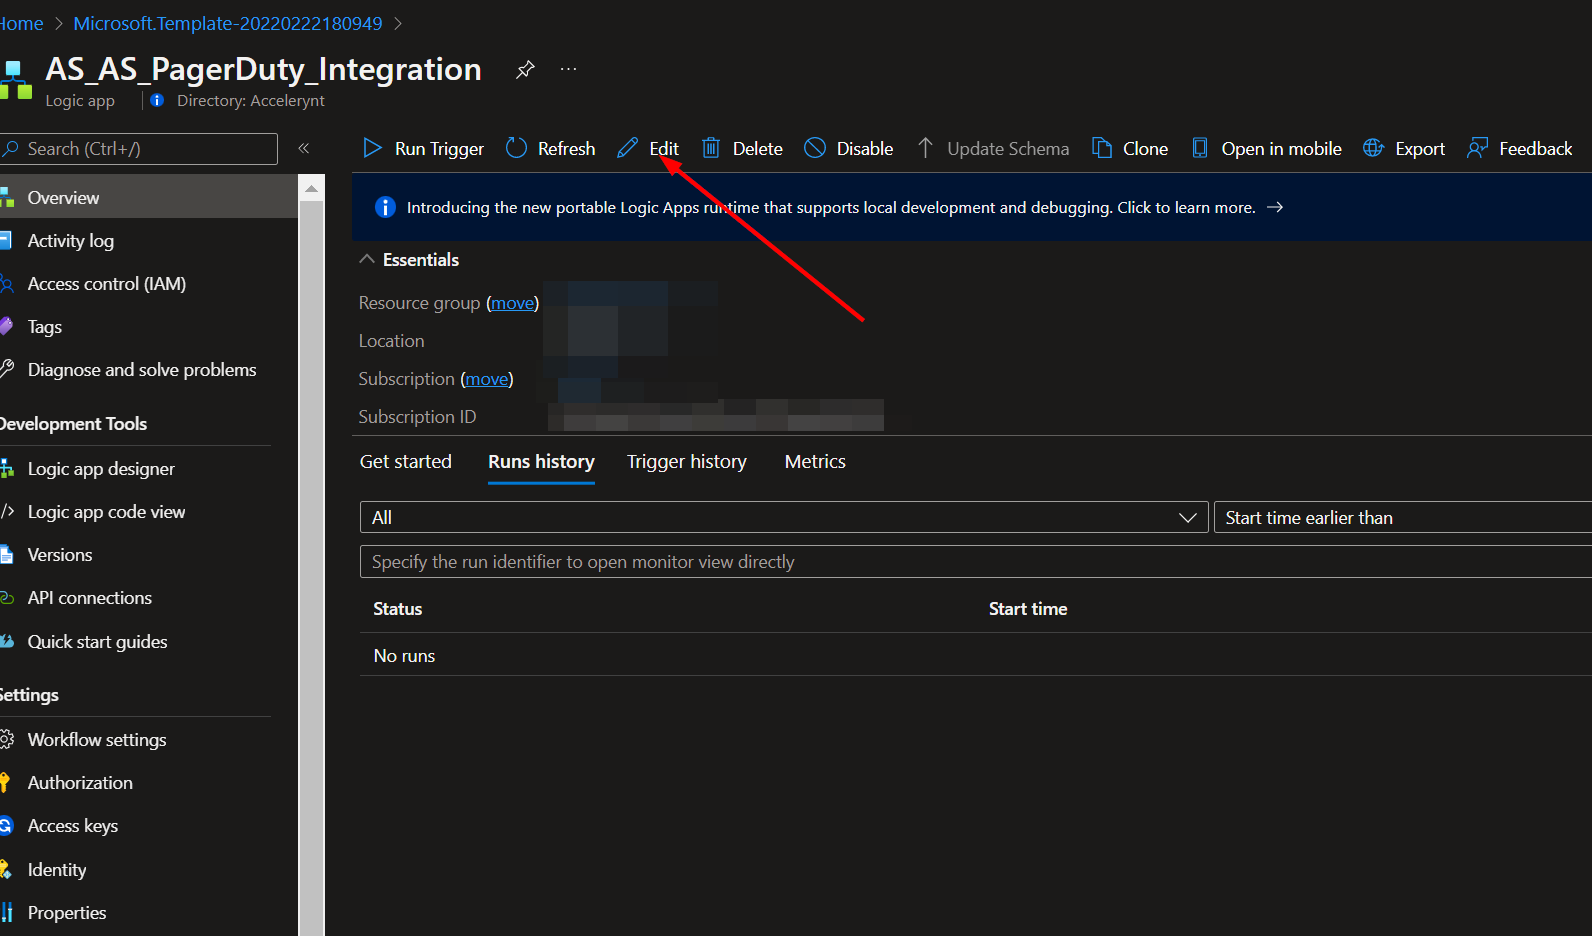 Home > Microsoft.Template-20220222180949 >
AS_AS_PagerDuty_Integration ...
Logic app
Directory: Accelerynt
Search (Ctrl+/) «
Run Trigger Refresh Edit Delete Disable Update Schema Clone Open in mobile Export Feedback
Introducing the new portable Logic Apps runtime that supports local development and debugging. Click to learn more. →
Overview
Activity log
Access control (IAM)
Tags
Diagnose and solve problems
Development Tools
Logic app designer
Logic app code view
Versions
API connections
Quick start guides
Settings
Workflow settings
Authorization
Access keys
Identity
Properties
Essentials
Resource group (move)
Location
Subscription (move)
Subscription ID
Get started Runs history Trigger history Metrics
All
Start time earlier than
Specify the run identifier to open monitor view directly
Status Start time
No runs